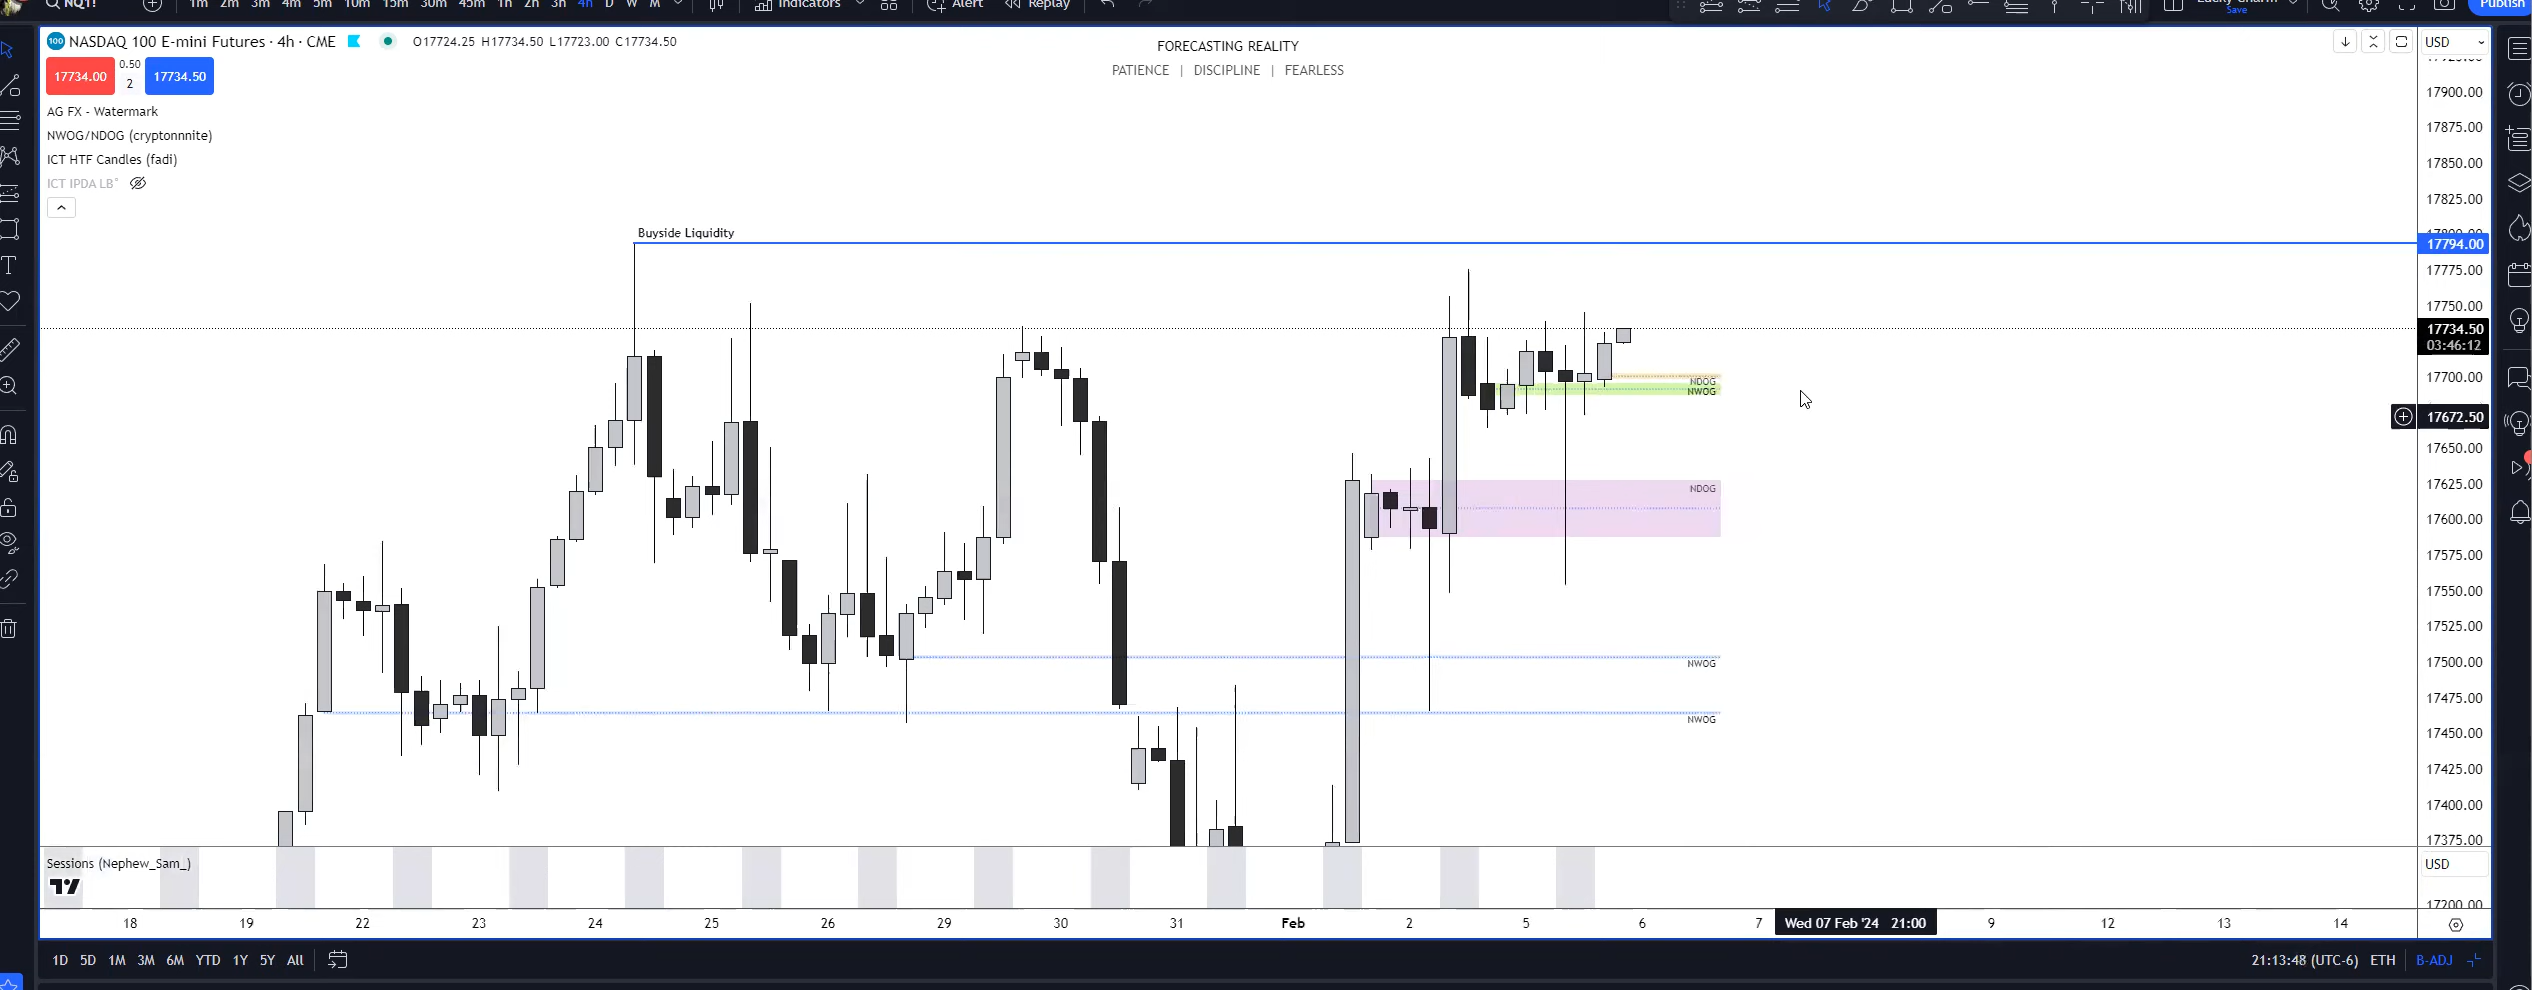 NQ1!
1m 2m 3m 4m 5m 10m 15m 30m 45m 1h 2h 3h 4h D W M
Indicators
Alert
Replay
Lucky Charm
Save
Publish
NASDAQ 100 E-mini Futures · 4h · CME
O17724.25 H17734.50 L17723.00 C17734.50
FORECASTING REALITY
PATIENCE | DISCIPLINE | FEARLESS
USD
17734.00
0.50
2
17734.50
AG FX - Watermark
NWOG/NDOG (cryptonnnite)
ICT HTF Candles (fadi)
ICT IPDA LB°
Buyside Liquidity
17925.00
17900.00
17875.00
17850.00
17825.00
17800.00
17794.00
17775.00
17750.00
17734.50
03:46:12
17700.00
17672.50
17650.00
17625.00
17600.00
17575.00
17550.00
17525.00
17500.00
17475.00
17450.00
17425.00
17400.00
17375.00
NDOG
NWOG
NDOG
NWOG
NWOG
Sessions (Nephew_Sam_)
USD
17200.00
18 19 22 23 24 25 26 29 30 31 Feb 2 5 6 7 Wed 07 Feb '24 21:00 9 12 13 14
1D 5D 1M 3M 6M YTD 1Y 5Y All
21:13:48 (UTC-6) ETH B-ADJ